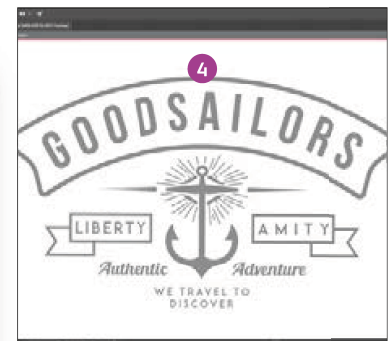 4
GOODSAILORS
LIBERTY
AMITY
Authentic
Adventure
WE TRAVEL TO
DISCOVER